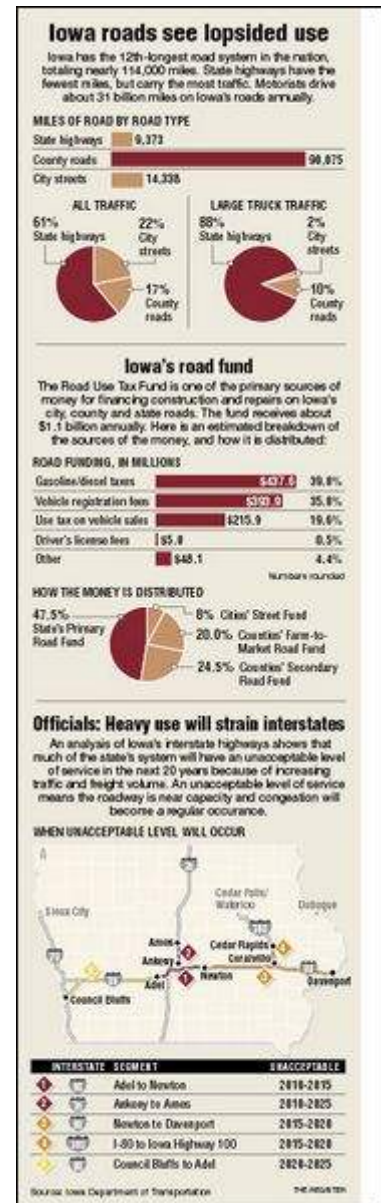 Iowa roads see lopsided use
Iowa has the 12th-longest road system in the nation,
totaling nearly 114,000 miles. State highways have the
fewest miles, but carry the most traffic. Motorists drive
about 31 billion miles on Iowa's roads annually.
MILES OF ROAD BY ROAD TYPE
State highways 9,373
County roads 90,075
City streets 14,338
ALL TRAFFIC
61%
State highways
22%
City
streets
17%
County
roads
LARGE TRUCK TRAFFIC
88%
State highways
2%
City
streets
10%
County
roads
Iowa's road fund
The Road Use Tax Fund is one of the primary sources of
money for financing construction and repairs on Iowa's
city, county and state roads. The fund receives about
$1.1 billion annually. Here is an estimated breakdown of
the sources of the money, and how it is distributed:
ROAD FUNDING, IN MILLIONS
Gasoline/diesel taxes $437.6 39.8%
Vehicle registration fees $393.9 35.8%
Use tax on vehicle sales $215.9 19.6%
Driver's license fees $5.0 0.5%
Other $48.1 4.4%
Numbers rounded
HOW THE MONEY IS DISTRIBUTED
47.5%
State's Primary
Road Fund
8% Cities' Street Fund
20.0% Counties' Farm-to-
Market Road Fund
24.5% Counties' Secondary
Road Fund
Officials: Heavy use will strain interstates
An analysis of Iowa's interstate highways shows that
much of the state's system will have an unacceptable level
of service in the next 20 years because of increasing
traffic and freight volume. An unacceptable level of service
means the roadway is near capacity and congestion will
become a regular occurance.
WHEN UNACCEPTABLE LEVEL WILL OCCUR
Sioux City
Cedar Falls/
Waterloo
Dubuque
Ames
Ankeny
Adel
Newton
Cedar Rapids
Coralville
Davenport
Council Bluffs
INTERSTATE SEGMENT UNACCEPTABLE
1 Adel to Newton 2010-2015
2 Ankeny to Ames 2010-2025
3 Newton to Davenport 2015-2020
4 I-80 to Iowa Highway 100 2015-2020
5 Council Bluffs to Adel 2020-2025
Source: Iowa Department of Transportation
THE REGISTER